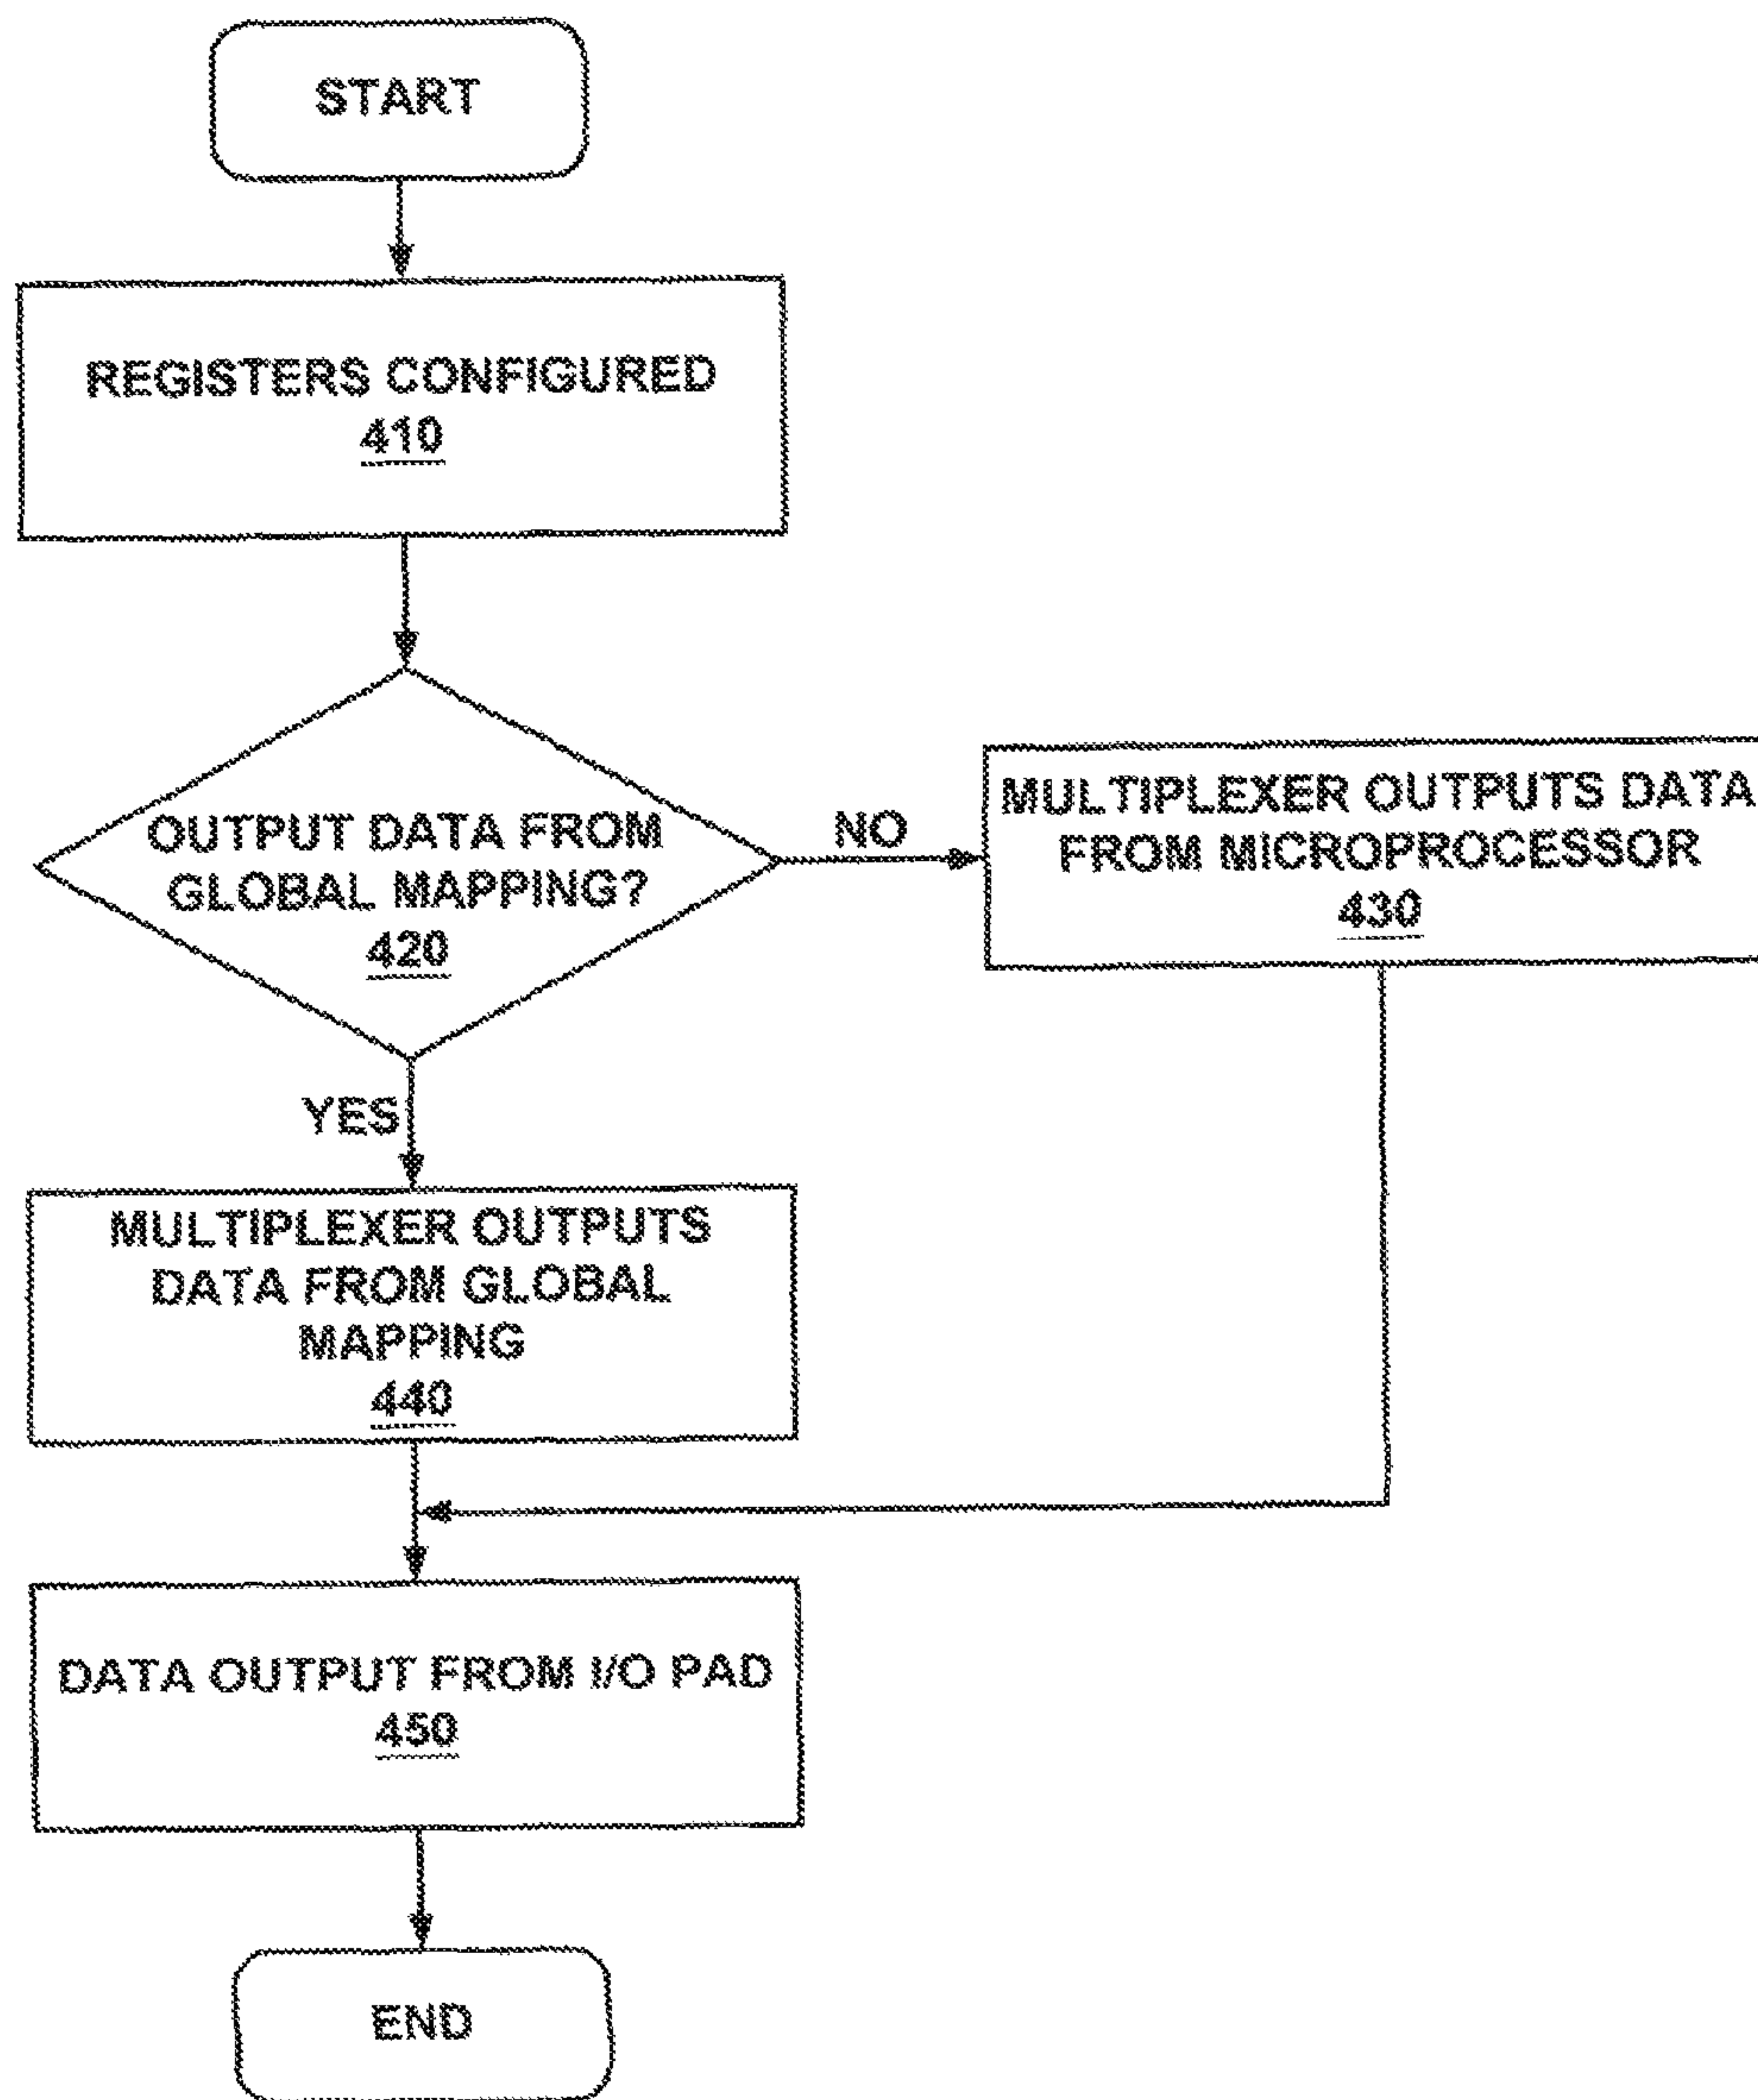 START
REGISTERS CONFIGURED
410
OUTPUT DATA FROM
GLOBAL MAPPING?
420
NO
MULTIPLEXER OUTPUTS DATA
FROM MICROPROCESSOR
430
YES
MULTIPLEXER OUTPUTS
DATA FROM GLOBAL
MAPPING
440
DATA OUTPUT FROM I/O PAD
450
END